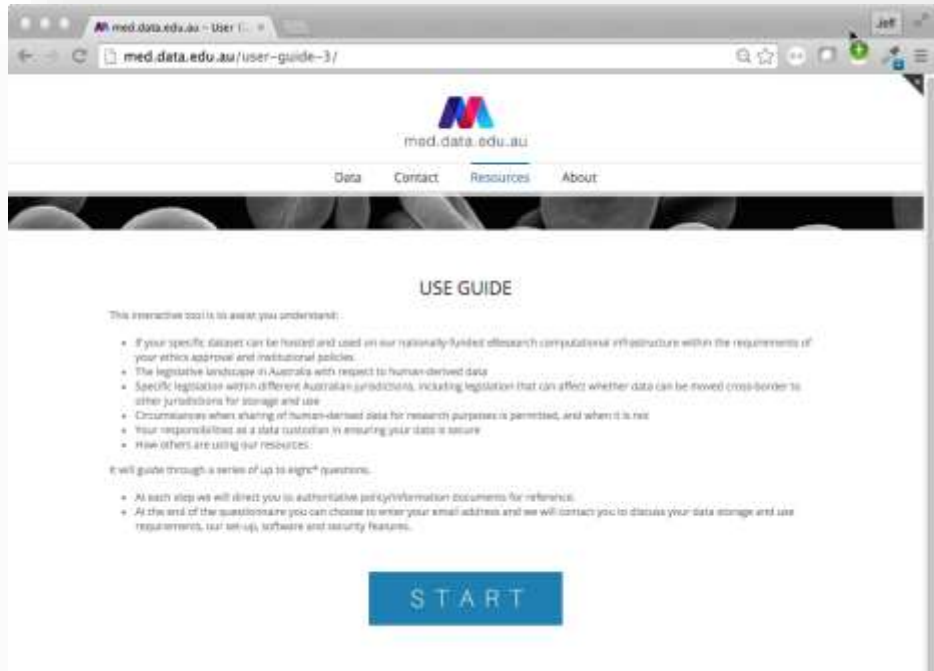 med.data.edu.au – User
Jeff
med.data.edu.au/user-guide-3/
med.data.edu.au
Data Contact Resources About
USE GUIDE
This interactive tool is to assist you understand:
• If your specific dataset can be hosted and used on our nationally-funded eResearch computational infrastructure within the requirements of
your ethics approval and institutional policies
• The legislative landscape in Australia with respect to human-derived data
• Specific legislation within different Australian jurisdictions, including legislation that can affect whether data can be moved cross-border to
other jurisdictions for storage and use
• Circumstances when sharing of human-derived data for research purposes is permitted, and when it is not
• Your responsibilities as a data custodian in ensuring your data is secure
• How others are using our resources
It will guide through a series of up to eight* questions.
• At each step we will direct you to authoritative policy/information documents for reference.
• At the end of the questionnaire you can choose to enter your email address and we will contact you to discuss your data storage and use
requirements, our set-up, software and security features.
START